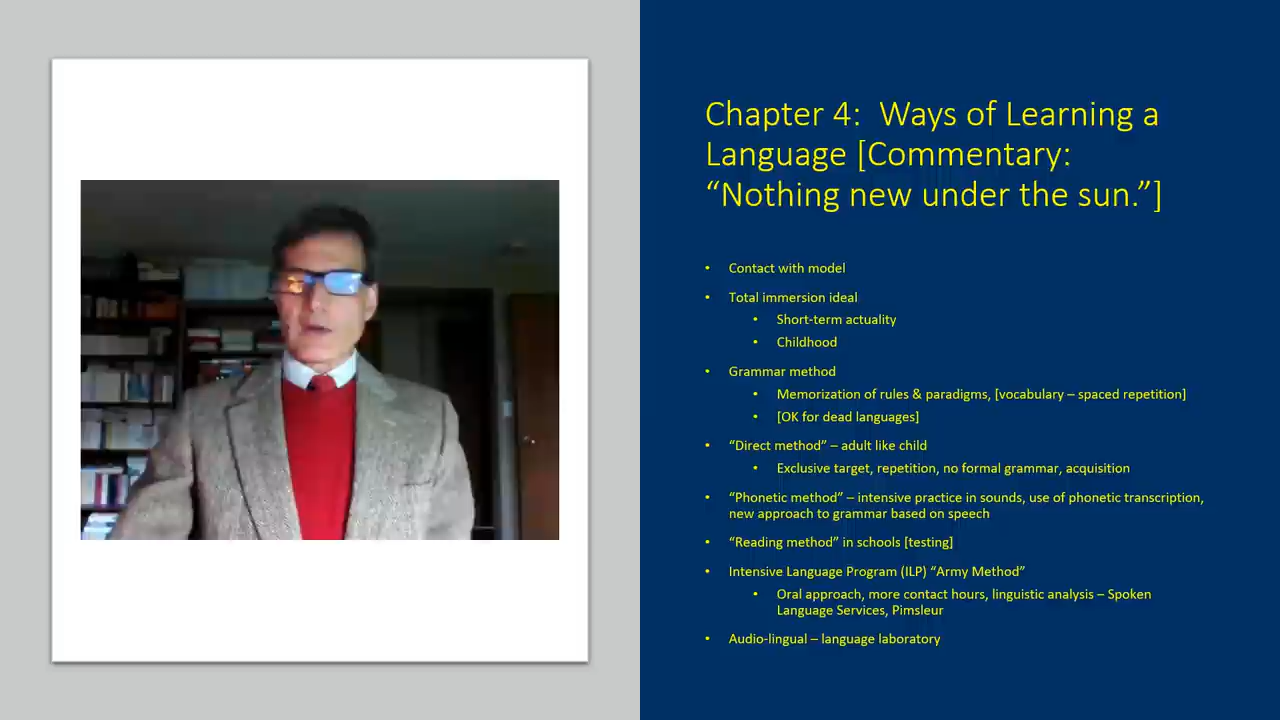 Chapter 4:  Ways of Learning a
Language [Commentary:
“Nothing new under the sun.”]
• Contact with model
• Total immersion ideal
• Short-term actuality
• Childhood
• Grammar method
• Memorization of rules & paradigms, [vocabulary – spaced repetition]
• [OK for dead languages]
• “Direct method” – adult like child
• Exclusive target, repetition, no formal grammar, acquisition
• “Phonetic method” – intensive practice in sounds, use of phonetic transcription,
new approach to grammar based on speech
• “Reading method” in schools [testing]
• Intensive Language Program (ILP) “Army Method”
• Oral approach, more contact hours, linguistic analysis – Spoken
Language Services, Pimsleur
• Audio-lingual – language laboratory